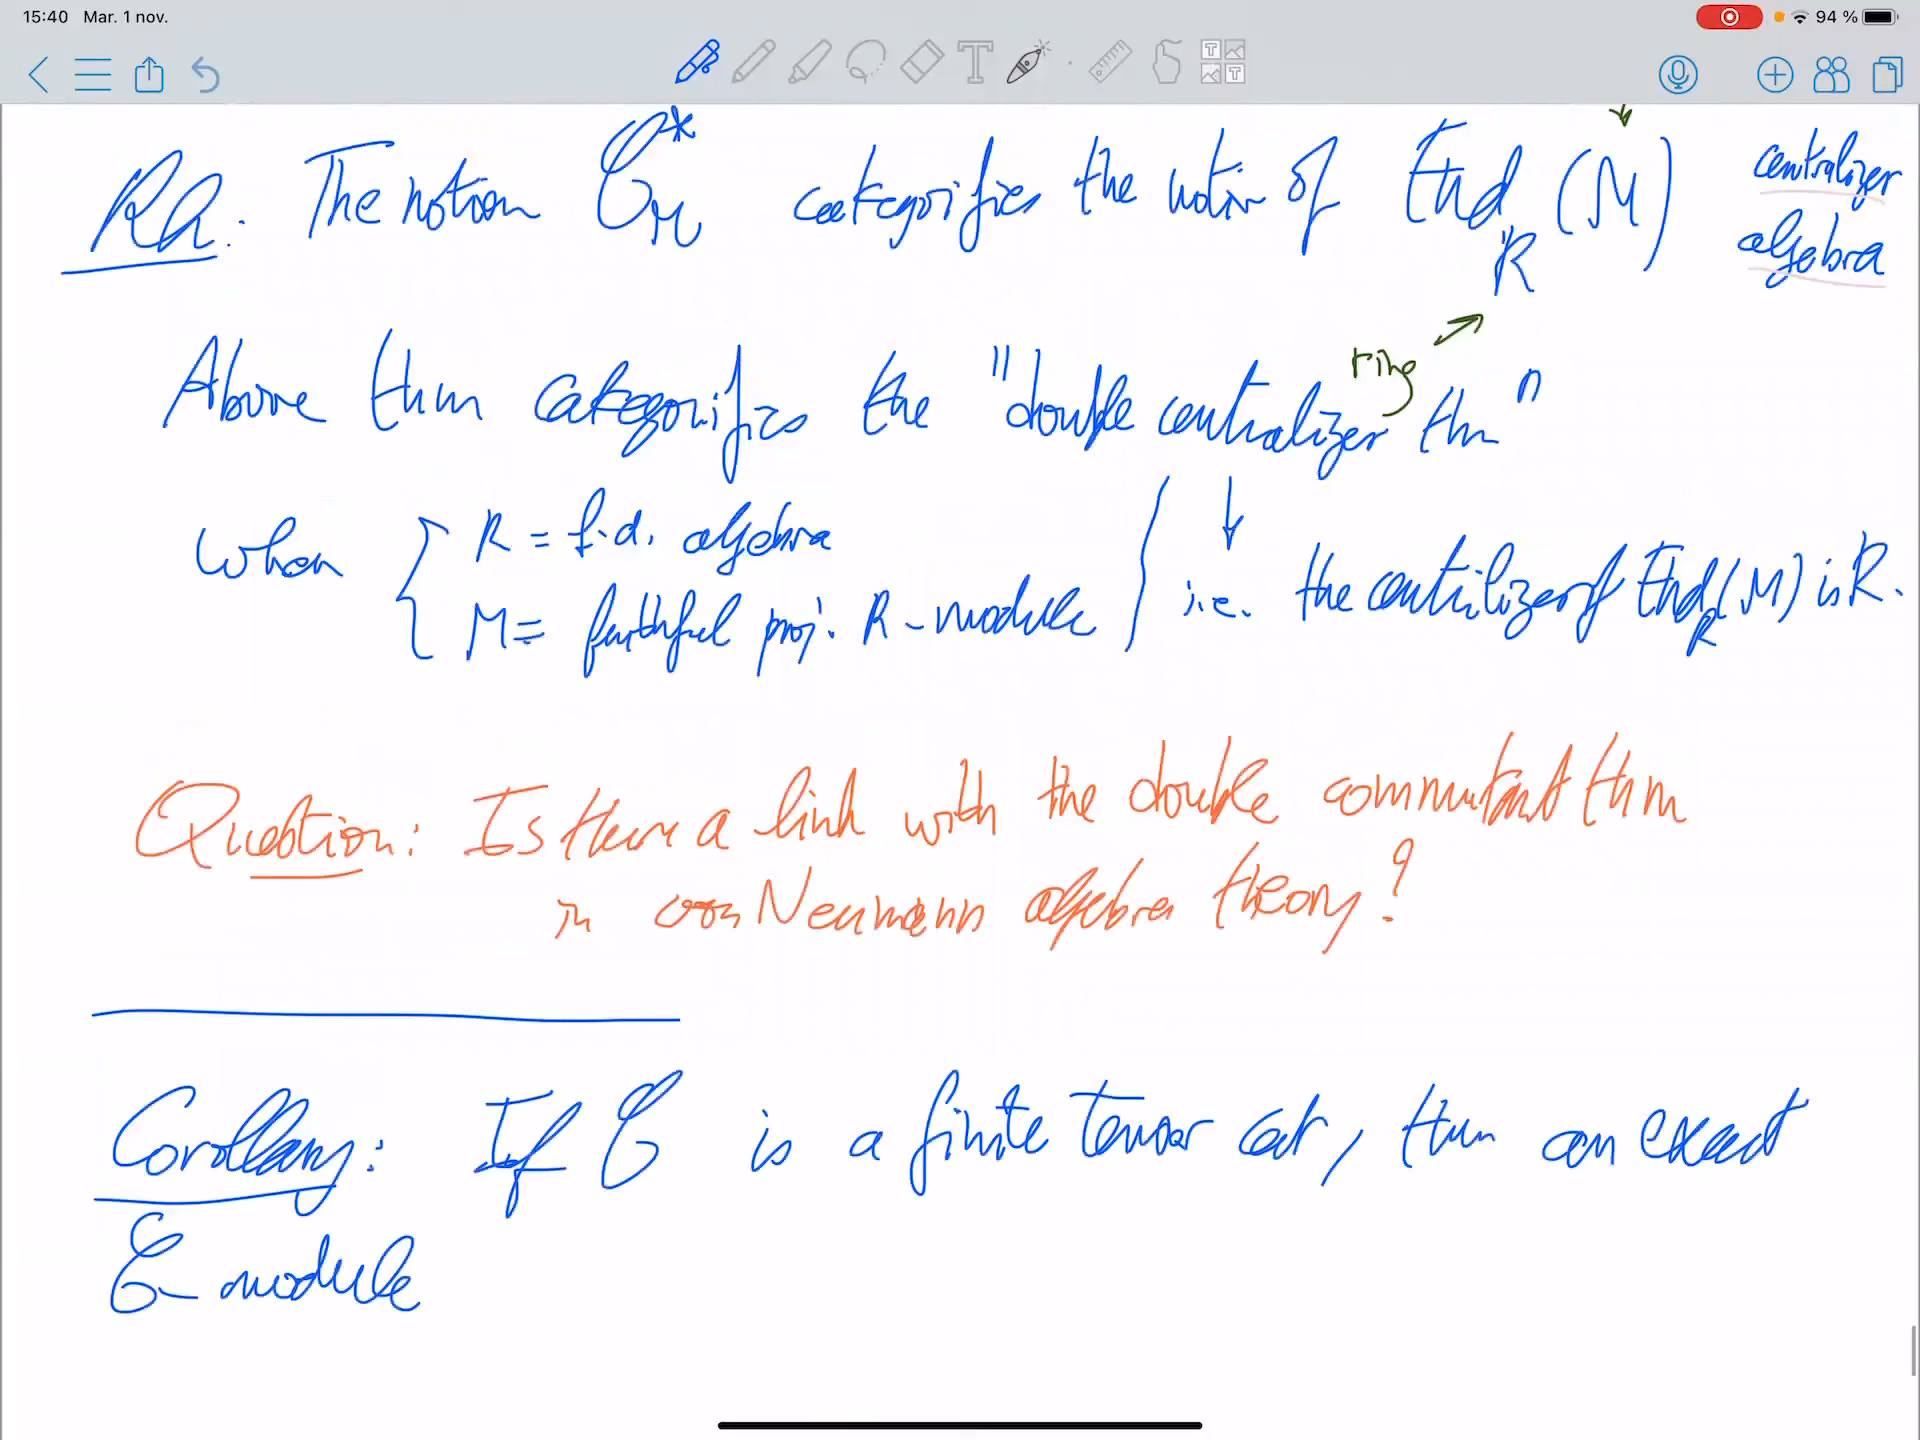 15:40 Mar. 1 nov. 94 %
Rk: The notion C*_M categorifies the notion of End_R (M) centralizer algebra
ring
Above thm categorifies the "double centralizer thm"
when { R = f.d. algebra
M = faithful proj. R-module } i.e. the centralizer of End_R(M) is R.
Question: Is there a link with the double commutant thm
in von Neumann algebra theory?
Corollary: If C is a finite tensor cat, then an exact
C-module